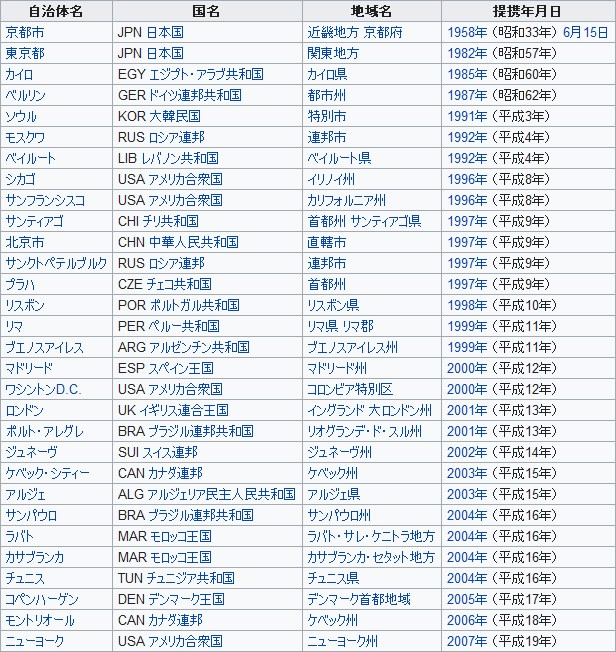 自治体名 国名 地域名 提携年月日
京都市 JPN 日本国 近畿地方 京都府 1958年 (昭和33年) 6月15日
東京都 JPN 日本国 関東地方 1982年 (昭和57年)
カイロ EGY エジプト・アラブ共和国 カイロ県 1985年 (昭和60年)
ベルリン GER ドイツ連邦共和国 都市州 1987年 (昭和62年)
ソウル KOR 大韓民国 特別市 1991年 (平成3年)
モスクワ RUS ロシア連邦 連邦市 1992年 (平成4年)
ベイルート LIB レバノン共和国 ベイルート県 1992年 (平成4年)
シカゴ USA アメリカ合衆国 イリノイ州 1996年 (平成8年)
サンフランシスコ USA アメリカ合衆国 カリフォルニア州 1996年 (平成8年)
サンティアゴ CHI チリ共和国 首都州 サンティアゴ県 1997年 (平成9年)
北京市 CHN 中華人民共和国 直轄市 1997年 (平成9年)
サンクトペテルブルク RUS ロシア連邦 連邦市 1997年 (平成9年)
プラハ CZE チェコ共和国 首都州 1997年 (平成9年)
リスボン POR ポルトガル共和国 リスボン県 1998年 (平成10年)
リマ PER ペルー共和国 リマ県 リマ郡 1999年 (平成11年)
ブエノスアイレス ARG アルゼンチン共和国 ブエノスアイレス州 1999年 (平成11年)
マドリード ESP スペイン王国 マドリード州 2000年 (平成12年)
ワシントンD.C. USA アメリカ合衆国 コロンビア特別区 2000年 (平成12年)
ロンドン UK イギリス連合王国 イングランド 大ロンドン州 2001年 (平成13年)
ポルト・アレグレ BRA ブラジル連邦共和国 リオグランデ・ド・スル州 2001年 (平成13年)
ジュネーヴ SUI スイス連邦 ジュネーヴ州 2002年 (平成14年)
ケベック・シティー CAN カナダ連邦 ケベック州 2003年 (平成15年)
アルジェ ALG アルジェリア民主人民共和国 アルジェ県 2003年 (平成15年)
サンパウロ BRA ブラジル連邦共和国 サンパウロ州 2004年 (平成16年)
ラバト MAR モロッコ王国 ラバト・サレ・ケニトラ地方 2004年 (平成16年)
カサブランカ MAR モロッコ王国 カサブランカ・セタット地方 2004年 (平成16年)
チュニス TUN チュニジア共和国 チュニス県 2004年 (平成16年)
コペンハーゲン DEN デンマーク王国 デンマーク首都地域 2005年 (平成17年)
モントリオール CAN カナダ連邦 ケベック州 2006年 (平成18年)
ニューヨーク USA アメリカ合衆国 ニューヨーク州 2007年 (平成19年)